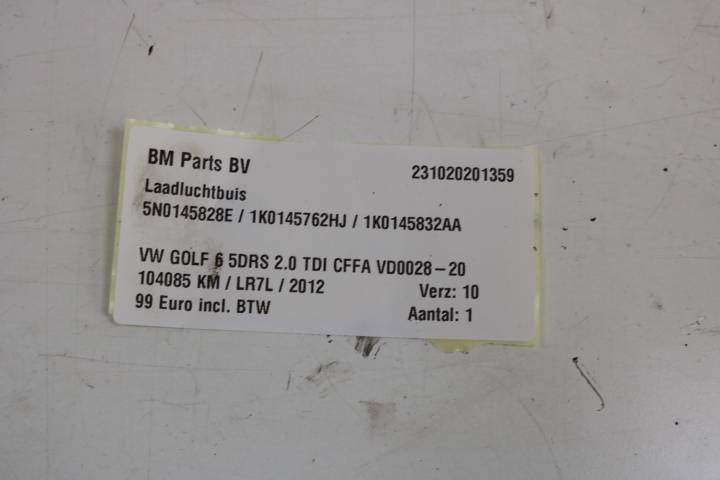 BM Parts BV 231020201359
Laadluchtbuis
5N0145828E / 1K0145762HJ / 1K0145832AA
VW GOLF 6 5DRS 2.0 TDI CFFA VD0028-20
104085 KM / LR7L / 2012 Verz: 10
99 Euro incl. BTW Aantal: 1